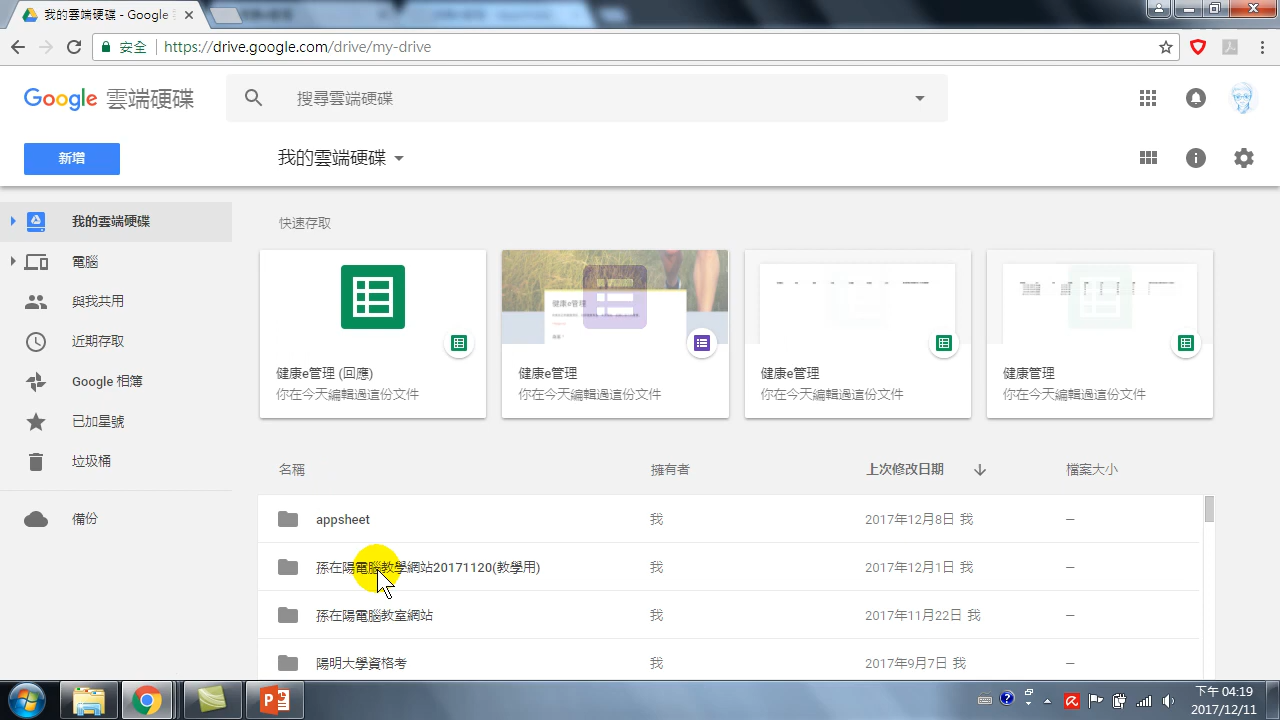 我的雲端硬碟 - Google
安全 https://drive.google.com/drive/my-drive
Google 雲端硬碟
搜尋雲端硬碟
新增
我的雲端硬碟
我的雲端硬碟
電腦
與我共用
近期存取
Google 相簿
已加星號
垃圾桶
備份
快速存取
健康e管理 (回應)
你在今天編輯過這份文件
健康e管理
健康e管理
你在今天編輯過這份文件
健康e管理
你在今天編輯過這份文件
健康管理
你在今天編輯過這份文件
名稱 擁有者 上次修改日期 檔案大小
appsheet 我 2017年12月8日 我 —
孫在陽電腦教學網站20171120(教學用) 我 2017年12月1日 我 —
孫在陽電腦教室網站 我 2017年11月22日 我 —
陽明大學資格考 我 2017年9月7日 我 —
下午 04:19
2017/12/11